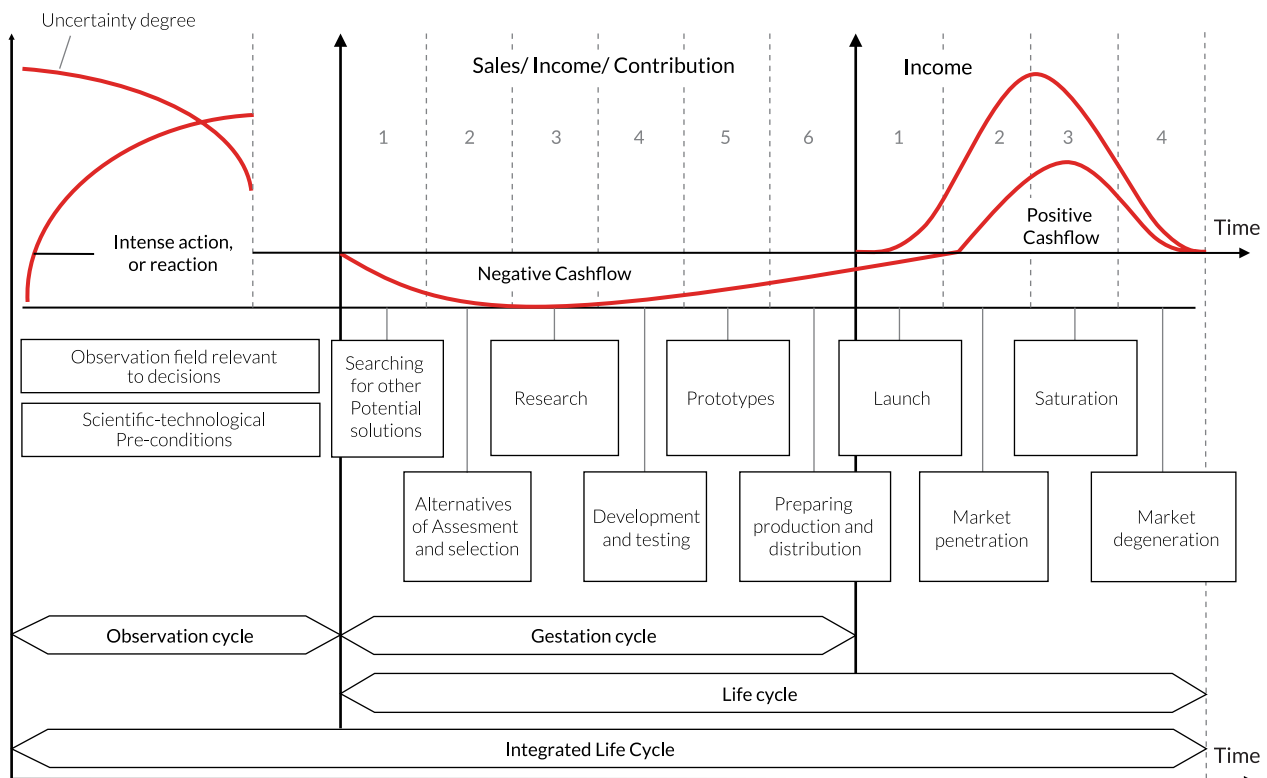 Uncertainty degree
Sales/ Income/ Contribution
Income
1
2
3
4
5
6
1
2
3
4
Intense action,
or reaction
Negative Cashflow
Positive
Cashflow
Time
Observation field relevant
to decisions
Scientific-technological
Pre-conditions
Searching
for other
Potential
solutions
Research
Prototypes
Launch
Saturation
Alternatives
of Assesment
and selection
Development
and testing
Preparing
production and
distribution
Market
penetration
Market
degeneration
Observation cycle
Gestation cycle
Life cycle
Integrated Life Cycle
Time